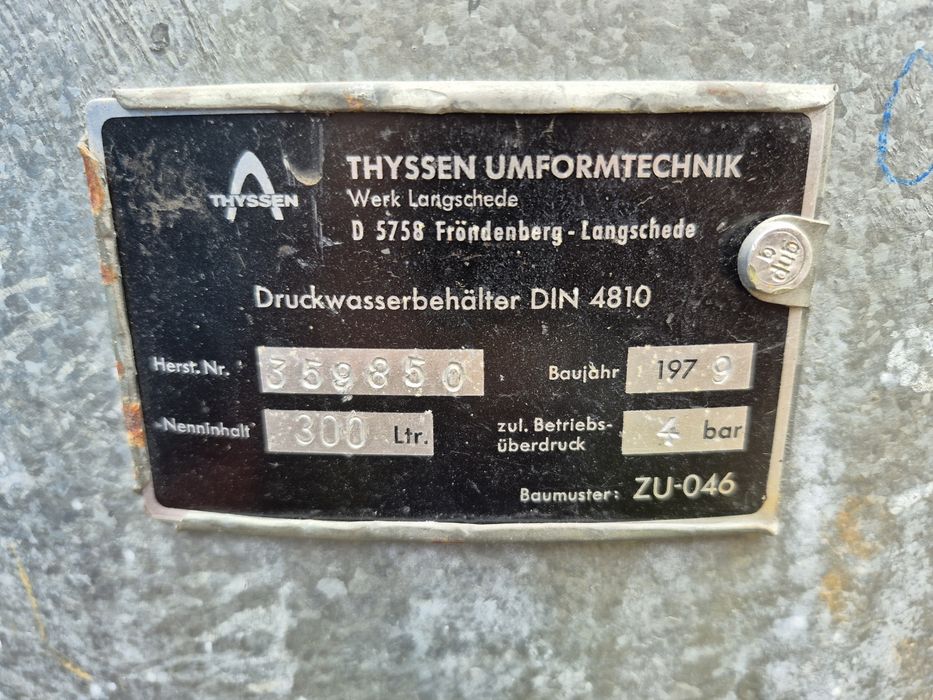 THYSSEN
THYSSEN UMFORMTECHNIK
Werk Langschede
D 5758 Fröndenberg - Langschede
Druckwasserbehälter DIN 4810
Herst. Nr. 359850
Baujahr 1979
Nenninhalt 300 Ltr.
zul. Betriebs-
überdruck 4 bar
Baumuster: ZU-046